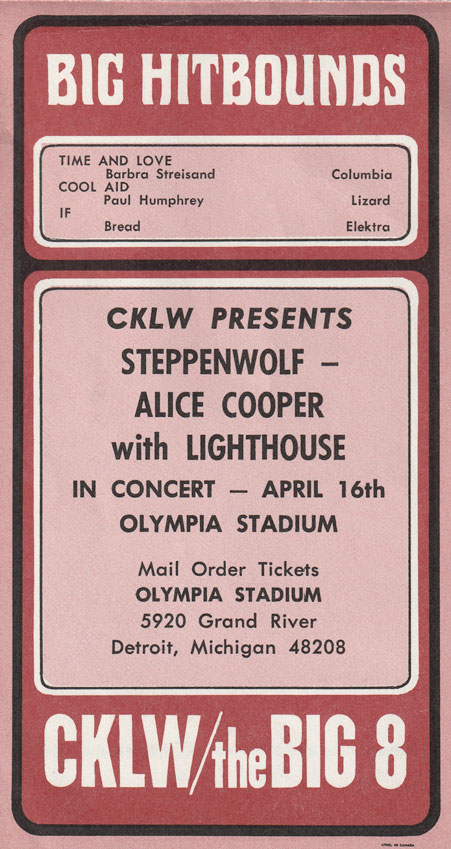 BIG HITBOUNDS
TIME AND LOVE
Barbra Streisand Columbia
COOL AID
Paul Humphrey Lizard
IF
Bread Elektra
CKLW PRESENTS
STEPPENWOLF –
ALICE COOPER
with LIGHTHOUSE
IN CONCERT — APRIL 16th
OLYMPIA STADIUM
Mail Order Tickets
OLYMPIA STADIUM
5920 Grand River
Detroit, Michigan 48208
CKLW/the BIG 8